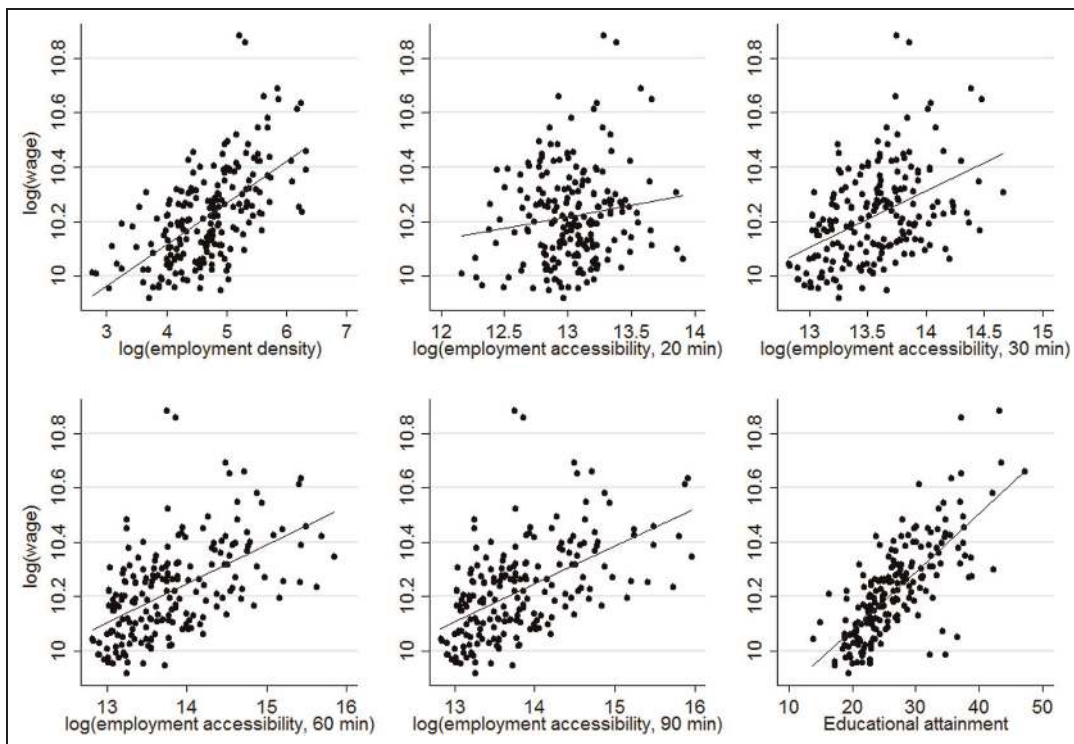 log(wage)
10.8
10.6
10.4
10.2
10
3 4 5 6 7
log(employment density)
10.8
10.6
10.4
10.2
10
12 12.5 13 13.5 14
log(employment accessibility, 20 min)
10.8
10.6
10.4
10.2
10
13 13.5 14 14.5 15
log(employment accessibility, 30 min)
log(wage)
10.8
10.6
10.4
10.2
10
13 14 15 16
log(employment accessibility, 60 min)
10.8
10.6
10.4
10.2
10
13 14 15 16
log(employment accessibility, 90 min)
10.8
10.6
10.4
10.2
10
10 20 30 40 50
Educational attainment